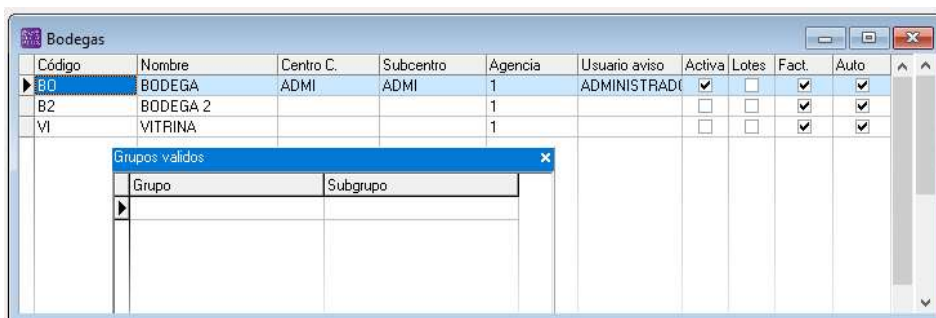 Bodegas
Código Nombre Centro C. Subcentro Agencia Usuario aviso Activa Lotes Fact. Auto
BO BODEGA ADMI ADMI 1 ADMINISTRAD
B2 BODEGA 2 1
VI VITRINA 1
Grupos validos
Grupo Subgrupo